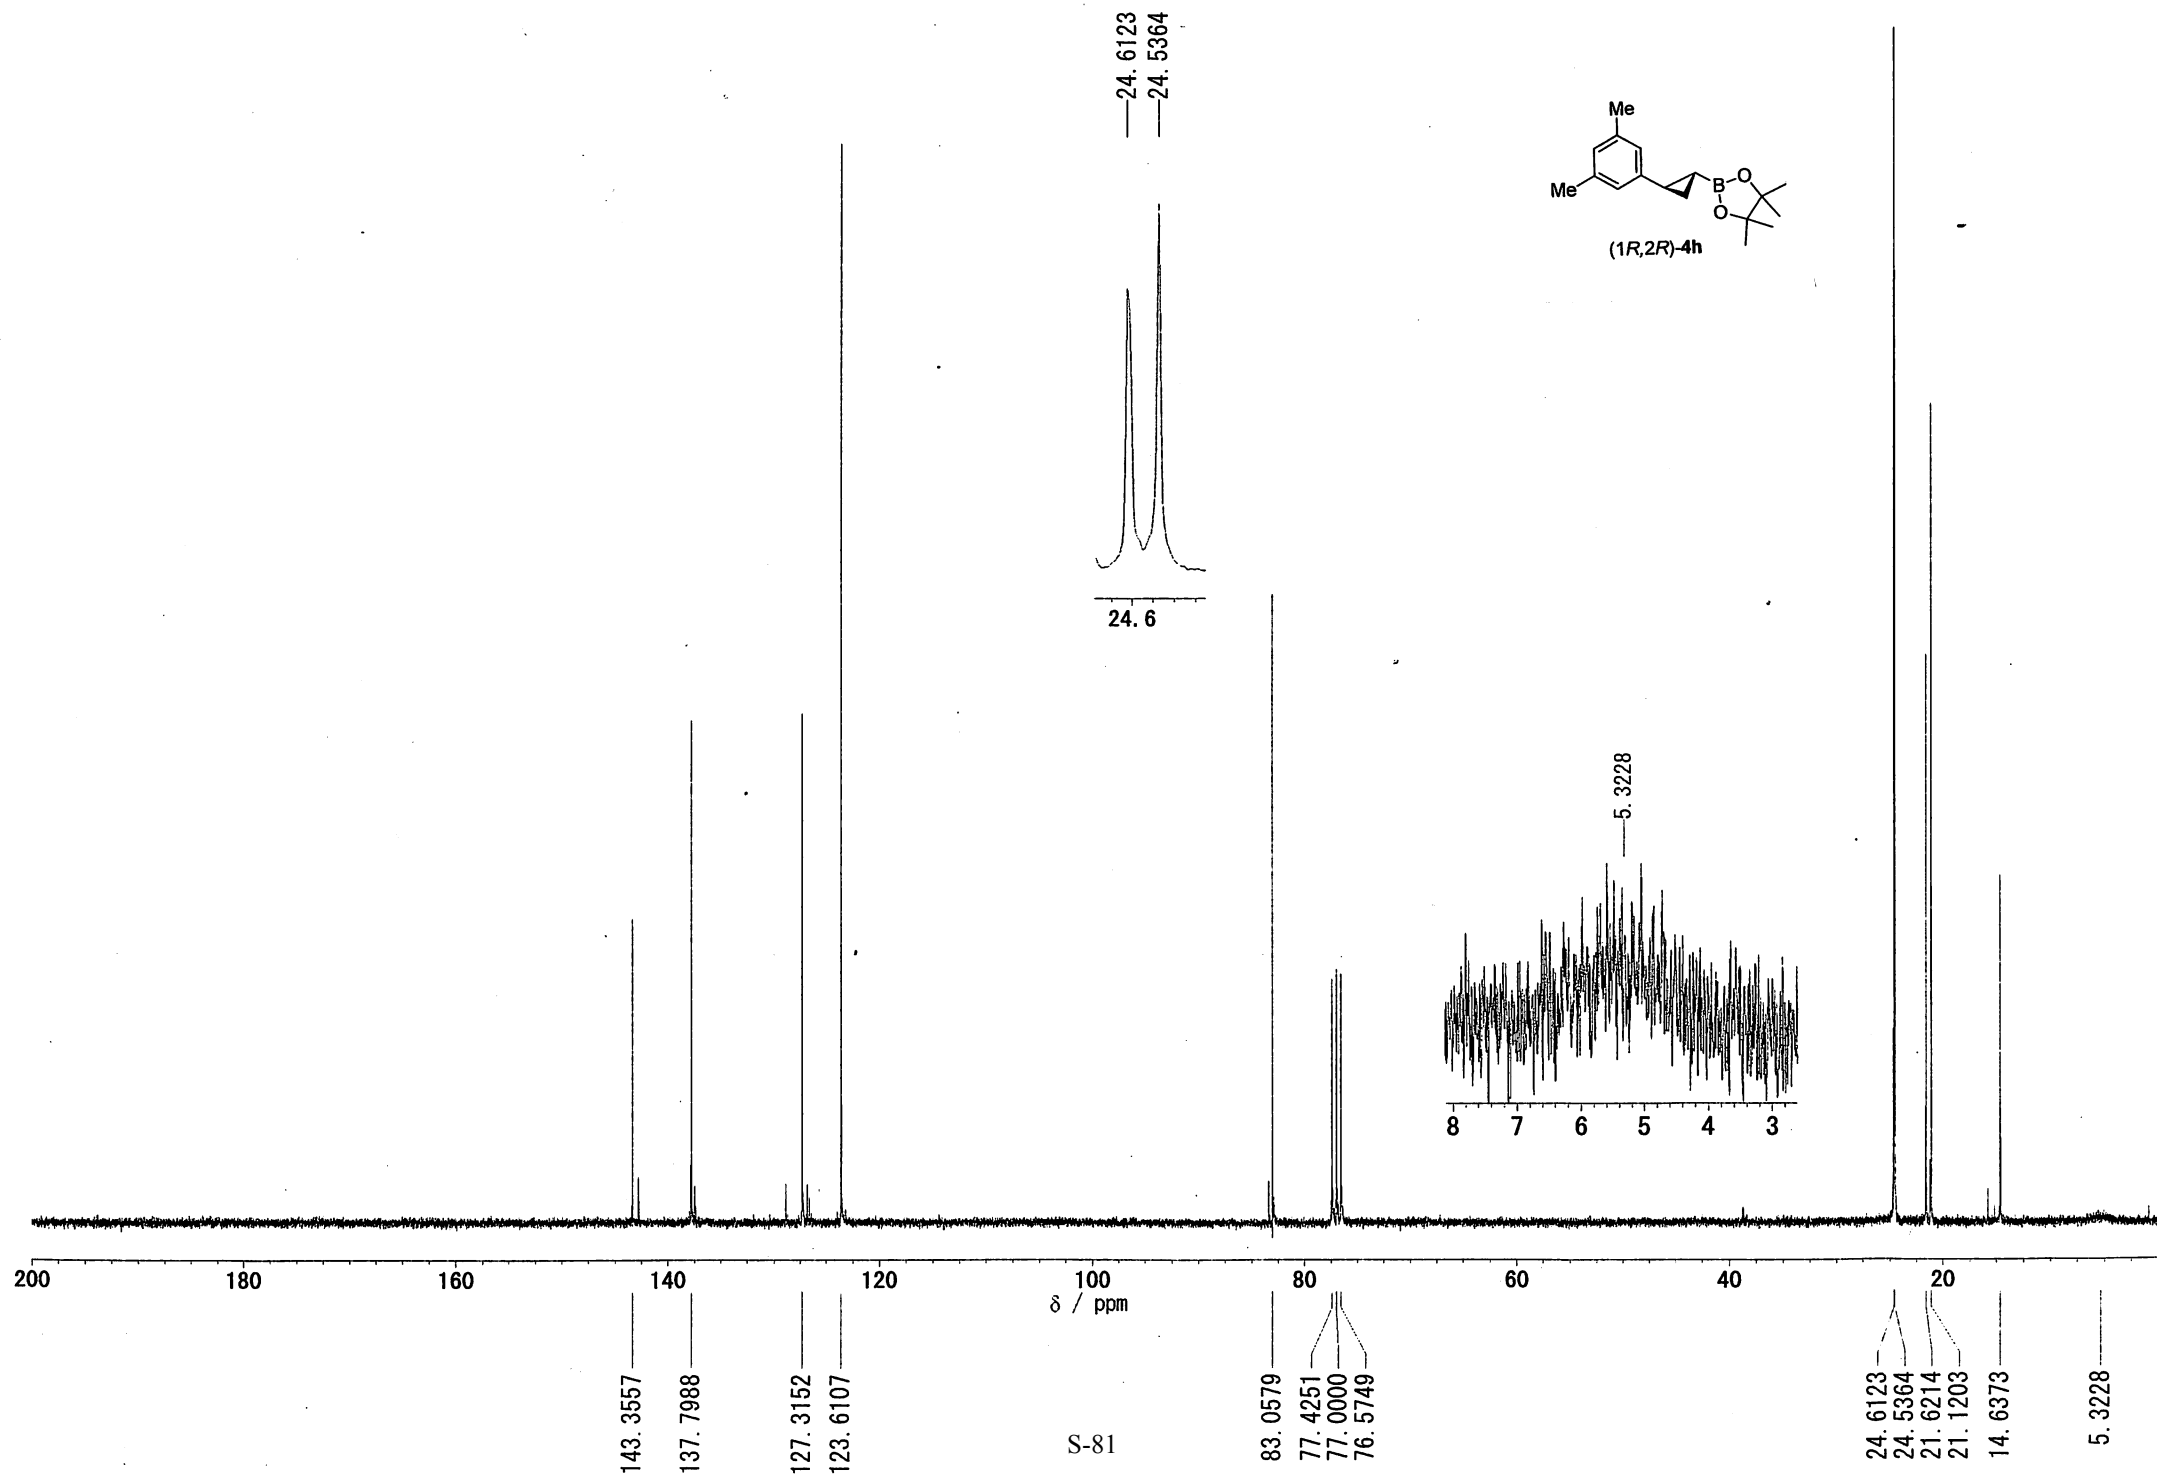 24.6123
24.5364
Me
Me
B
O
O
(1R,2R)-4h
24.6
5.3228
8 7 6 5 4 3
200 180 160 140 120 100 80 60 40 20
δ / ppm
143.3557
137.7988
127.3152
123.6107
83.0579
77.4251
77.0000
76.5749
24.6123
24.5364
21.6214
21.1203
14.6373
5.3228
S-81